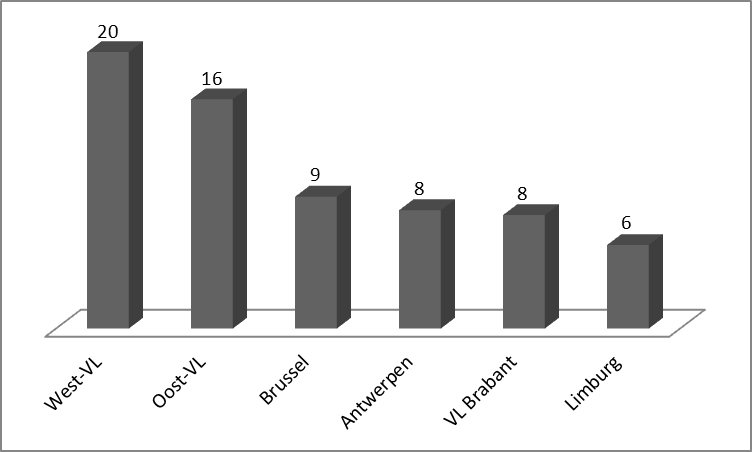 20
16
9
8
8
6
West-VL
Oost-VL
Brussel
Antwerpen
VL Brabant
Limburg